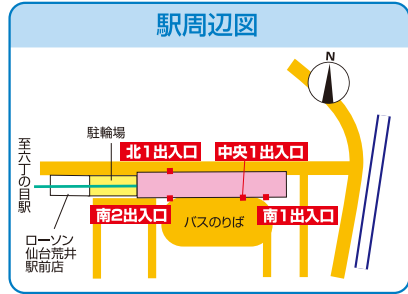 駅周辺図
N
至六丁の目駅
駐輪場
北1出入口
中央1出入口
南2出入口
バスのりば
南1出入口
ローソン
仙台荒井
駅前店